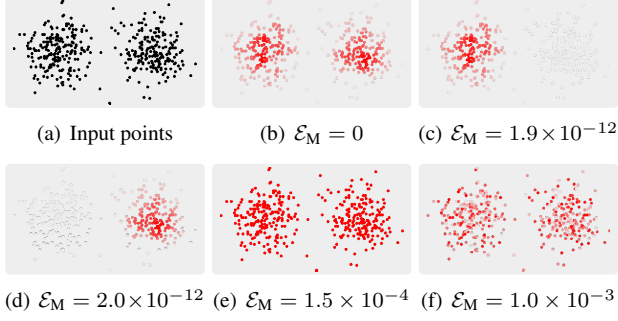 (a) Input points
(b) ℰ_M = 0
(c) ℰ_M = 1.9×10⁻¹²
(d) ℰ_M = 2.0×10⁻¹²
(e) ℰ_M = 1.5 × 10⁻⁴
(f) ℰ_M = 1.0 × 10⁻³